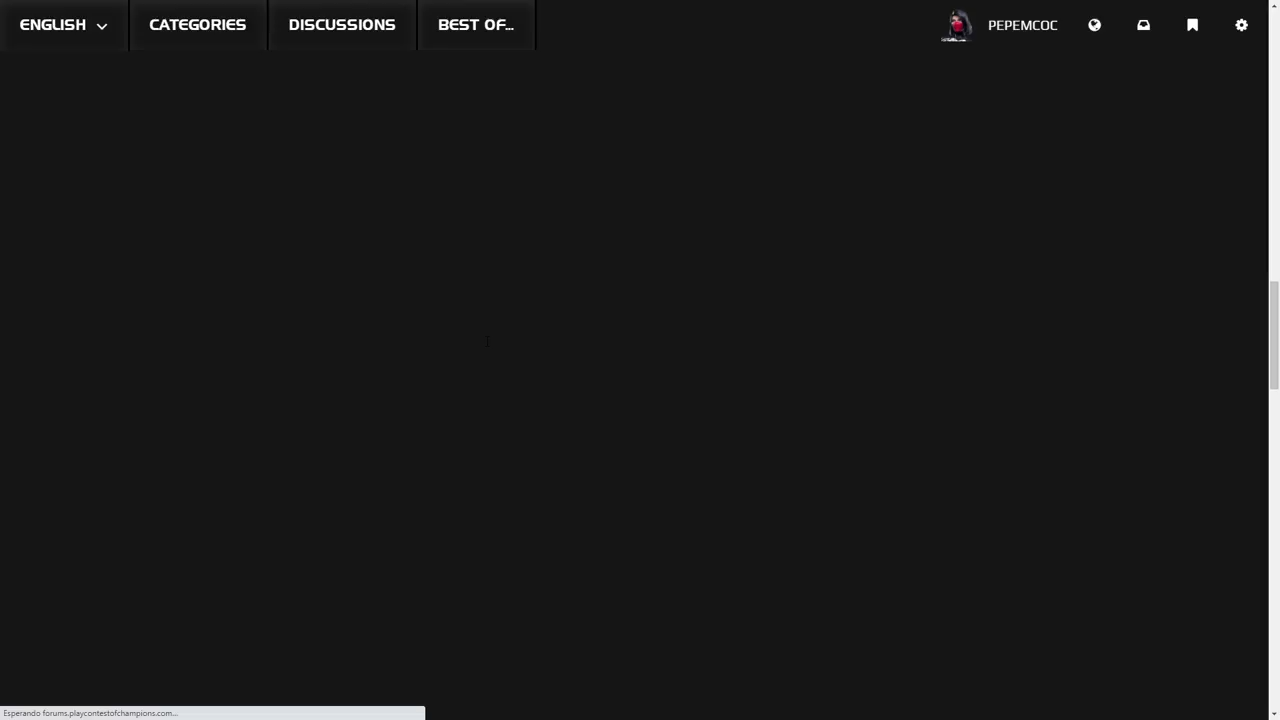 ENGLISH CATEGORIES DISCUSSIONS BEST OF... PEPEMCOC
Esperando forums.playcontestofchampions.com...